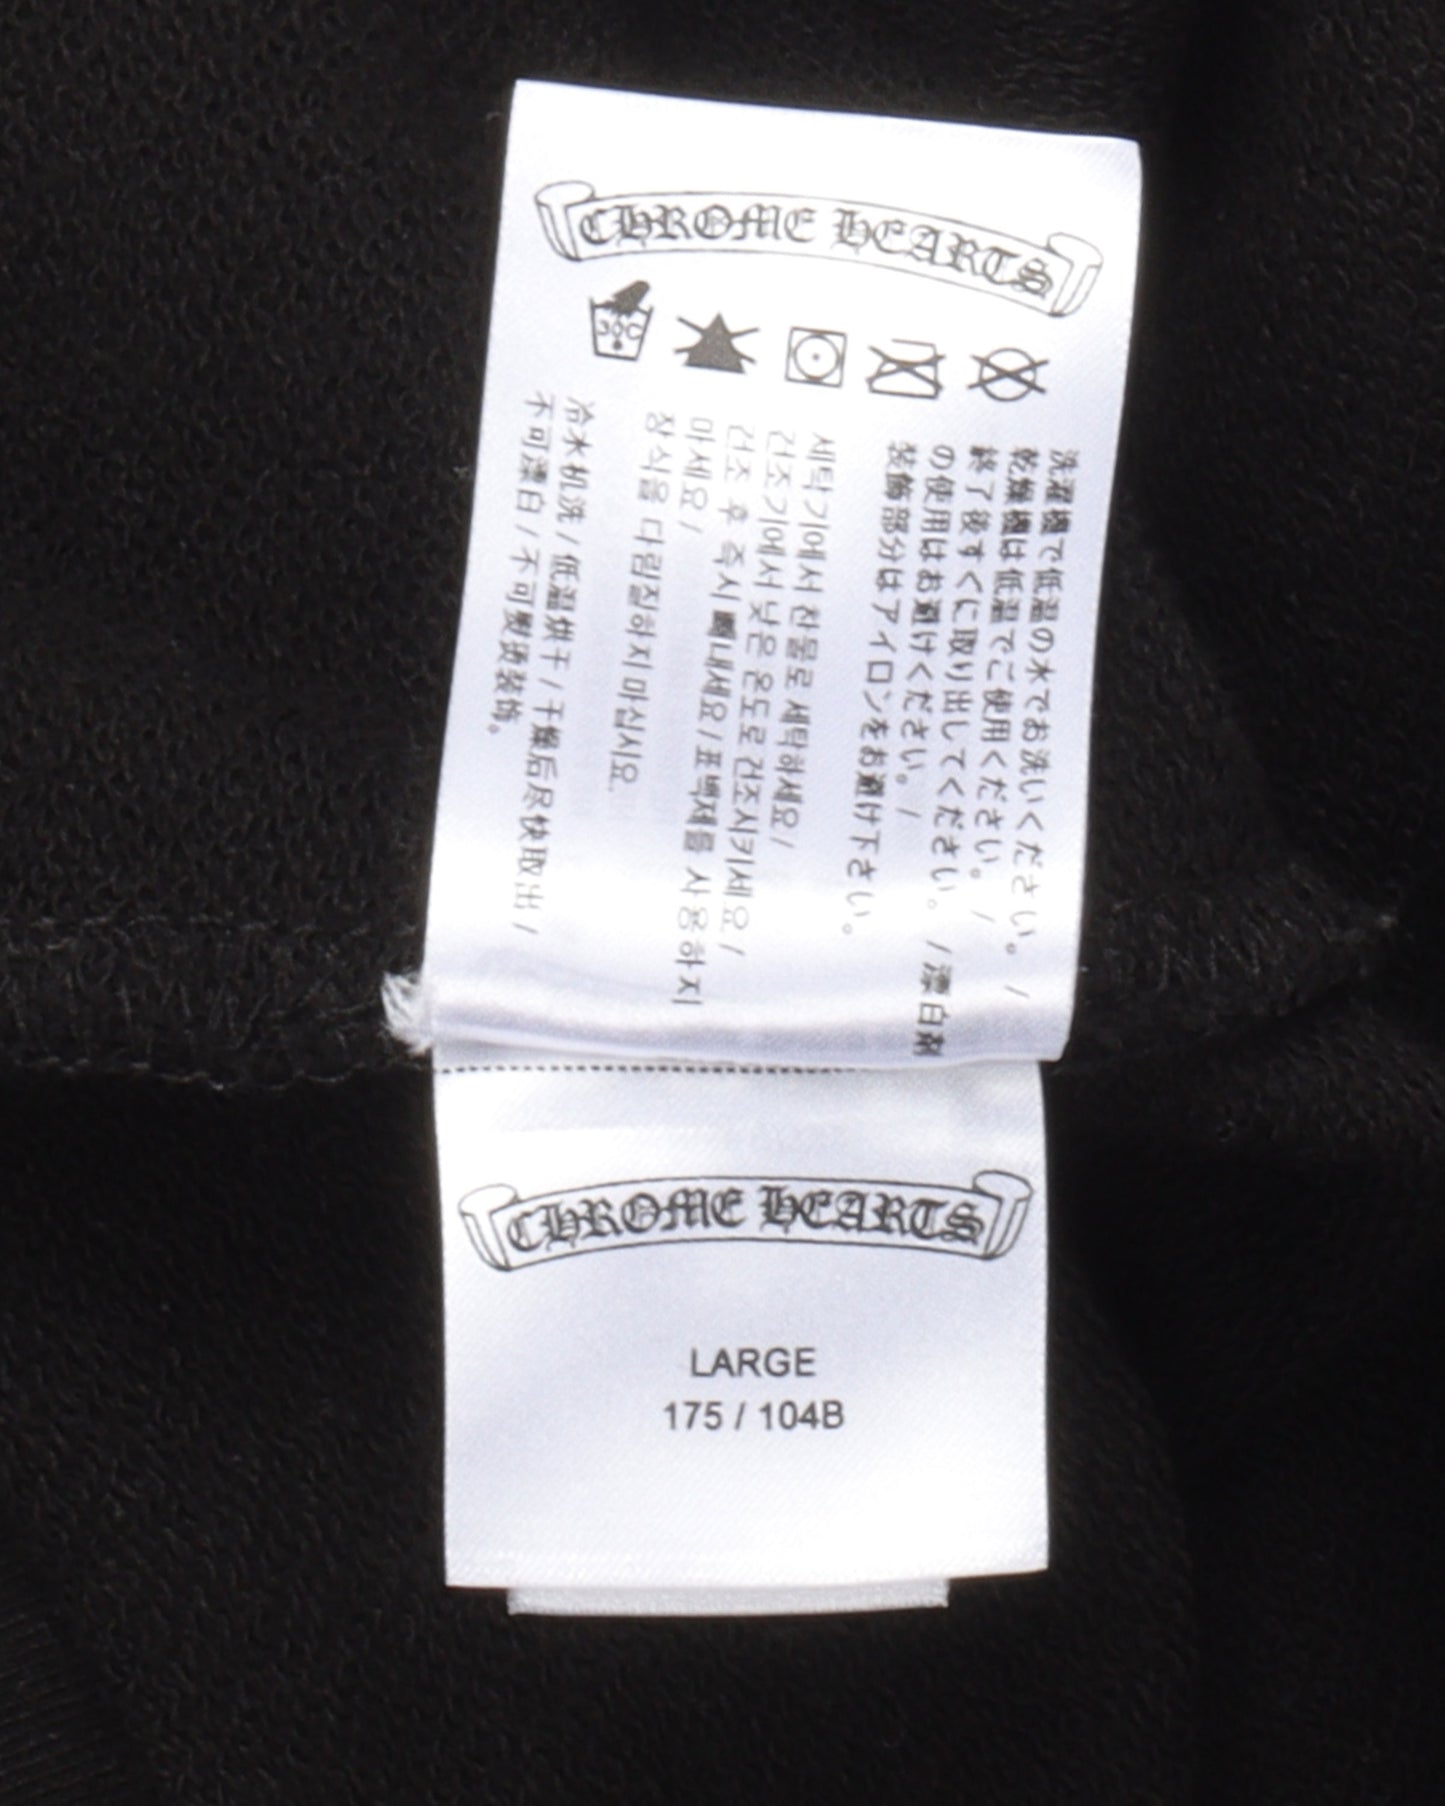 CHROME HEARTS
30C
洗濯機で低温の水でお洗いください。 /
乾燥機は低温でご使用ください。 /
終了後すぐに取り出してください。 / 漂白剤
の使用はお避けください。 /
装飾部分はアイロンをお避け下さい。
세탁기에서 찬물로 세탁하세요 /
건조기에서 낮은 온도로 건조시키세요 /
건조 후 즉시 빼내세요 / 표백제를 사용하지
마세요 /
장식을 다림질하지 마십시요.
冷水机洗 / 低温烘干 / 干燥后尽快取出 /
不可漂白 / 不可熨烫装饰。
CHROME HEARTS
LARGE
175 / 104B